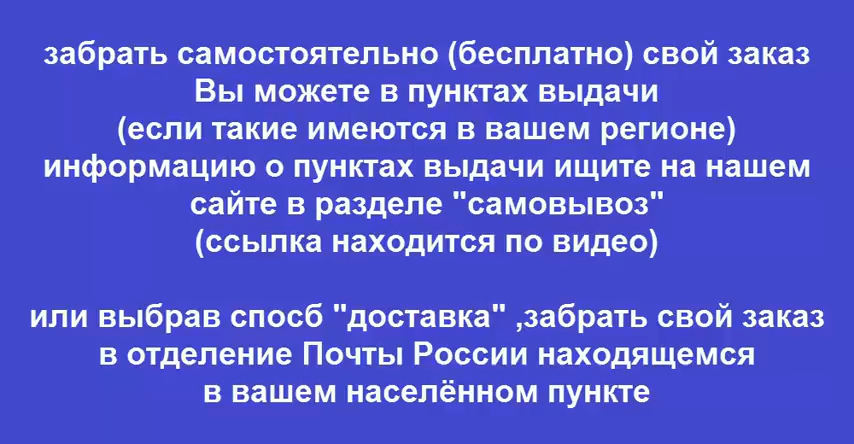 забрать самостоятельно (бесплатно) свой заказ
Вы можете в пунктах выдачи
(если такие имеются в вашем регионе)
информацию о пунктах выдачи ищите на нашем
сайте в разделе "самовывоз"
(ссылка находится по видео)
или выбрав спосб "доставка" ,забрать свой заказ
в отделение Почты России находящемся
в вашем населённом пункте